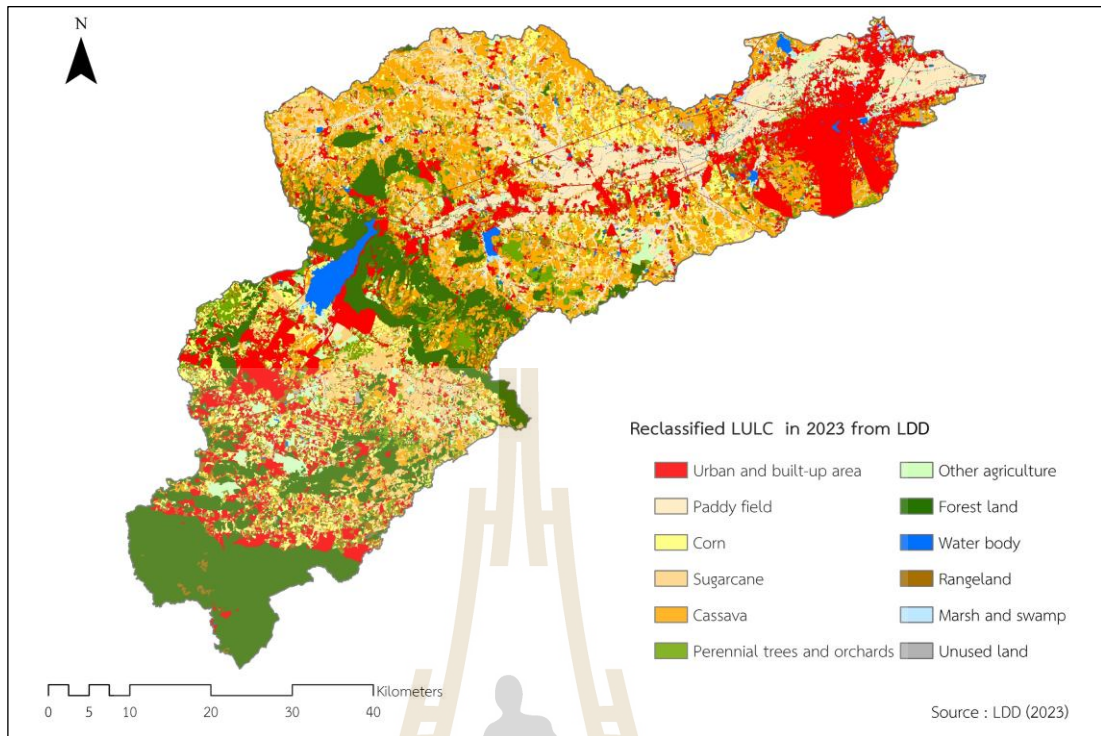 N
Reclassified LULC in 2023 from LDD
Urban and built-up area
Paddy field
Corn
Sugarcane
Cassava
Perennial trees and orchards
Other agriculture
Forest land
Water body
Rangeland
Marsh and swamp
Unused land
Kilometers
0 5 10 20 30 40
Source : LDD (2023)